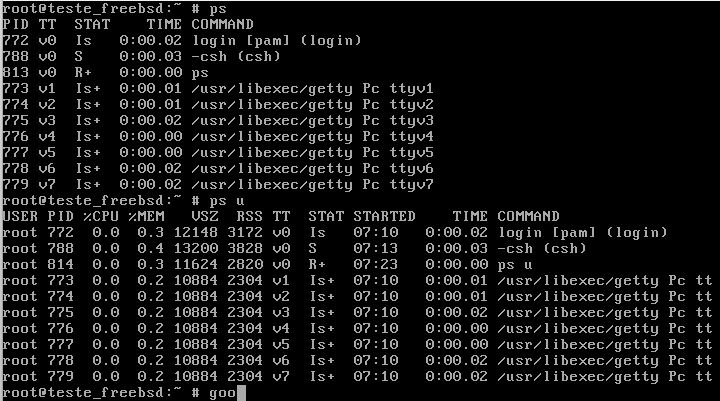 root@teste_freebsd:~ # ps
PID TT  STAT    TIME COMMAND
772 v0  Is   0:00.02 login [pam] (login)
788 v0  S    0:00.03 -csh (csh)
813 v0  R+   0:00.00 ps
773 v1  Is+  0:00.01 /usr/libexec/getty Pc ttyv1
774 v2  Is+  0:00.01 /usr/libexec/getty Pc ttyv2
775 v3  Is+  0:00.02 /usr/libexec/getty Pc ttyv3
776 v4  Is+  0:00.00 /usr/libexec/getty Pc ttyv4
777 v5  Is+  0:00.00 /usr/libexec/getty Pc ttyv5
778 v6  Is+  0:00.02 /usr/libexec/getty Pc ttyv6
779 v7  Is+  0:00.02 /usr/libexec/getty Pc ttyv7
root@teste_freebsd:~ # ps u
USER PID %CPU %MEM   VSZ  RSS TT  STAT STARTED    TIME COMMAND
root 772  0.0  0.3 12148 3172 v0  Is   07:10   0:00.02 login [pam] (login)
root 788  0.0  0.4 13200 3828 v0  S    07:13   0:00.03 -csh (csh)
root 814  0.0  0.3 11624 2820 v0  R+   07:23   0:00.00 ps u
root 773  0.0  0.2 10884 2304 v1  Is+  07:10   0:00.01 /usr/libexec/getty Pc tt
root 774  0.0  0.2 10884 2304 v2  Is+  07:10   0:00.01 /usr/libexec/getty Pc tt
root 775  0.0  0.2 10884 2304 v3  Is+  07:10   0:00.02 /usr/libexec/getty Pc tt
root 776  0.0  0.2 10884 2304 v4  Is+  07:10   0:00.00 /usr/libexec/getty Pc tt
root 777  0.0  0.2 10884 2304 v5  Is+  07:10   0:00.00 /usr/libexec/getty Pc tt
root 778  0.0  0.2 10884 2304 v6  Is+  07:10   0:00.02 /usr/libexec/getty Pc tt
root 779  0.0  0.2 10884 2304 v7  Is+  07:10   0:00.02 /usr/libexec/getty Pc tt
root@teste_freebsd:~ # goo